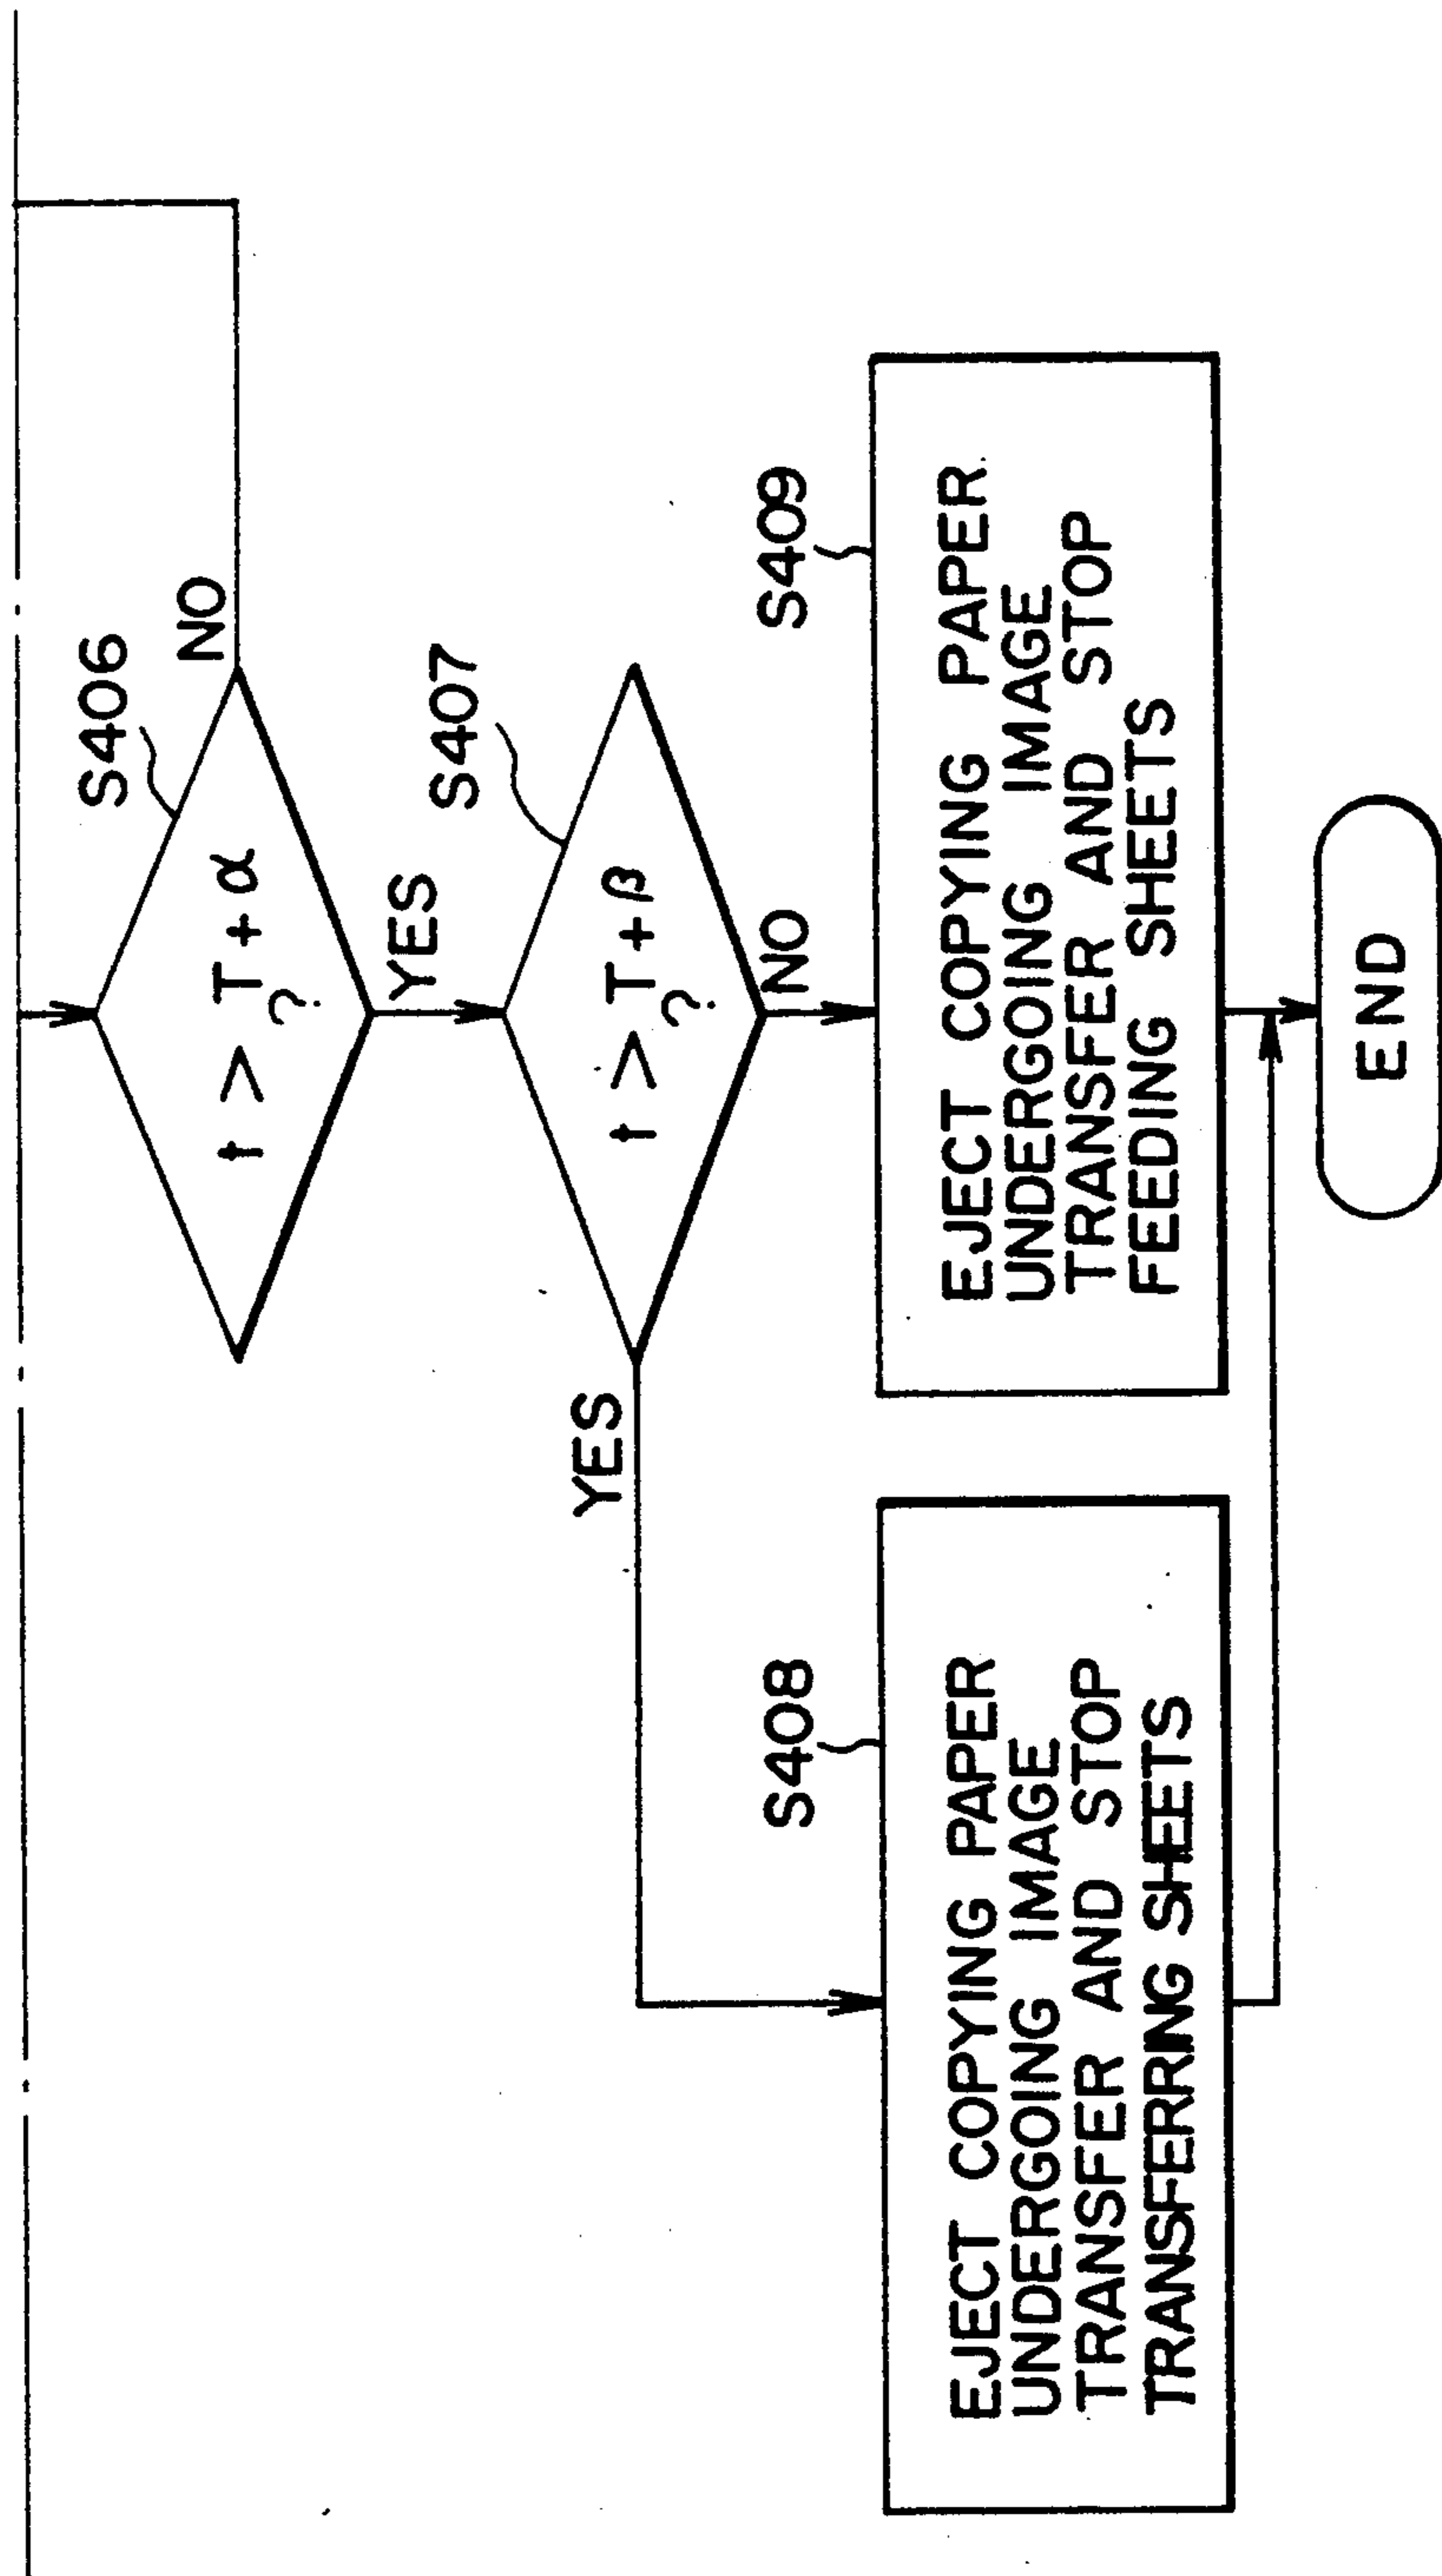 S406
t > T + α
?
NO
YES
S407
t > T + β
?
YES
NO
S408
EJECT COPYING PAPER
UNDERGOING IMAGE
TRANSFER AND STOP
TRANSFERRING SHEETS
S409
EJECT COPYING PAPER
UNDERGOING IMAGE
TRANSFER AND STOP
FEEDING SHEETS
END